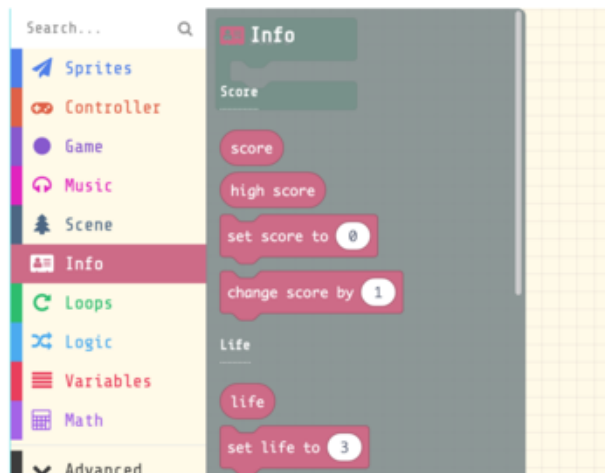 Search...
Sprites
Controller
Game
Music
Scene
Info
Loops
Logic
Variables
Math
Advanced
Info
Score
score
high score
set score to 0
change score by 1
Life
life
set life to 3